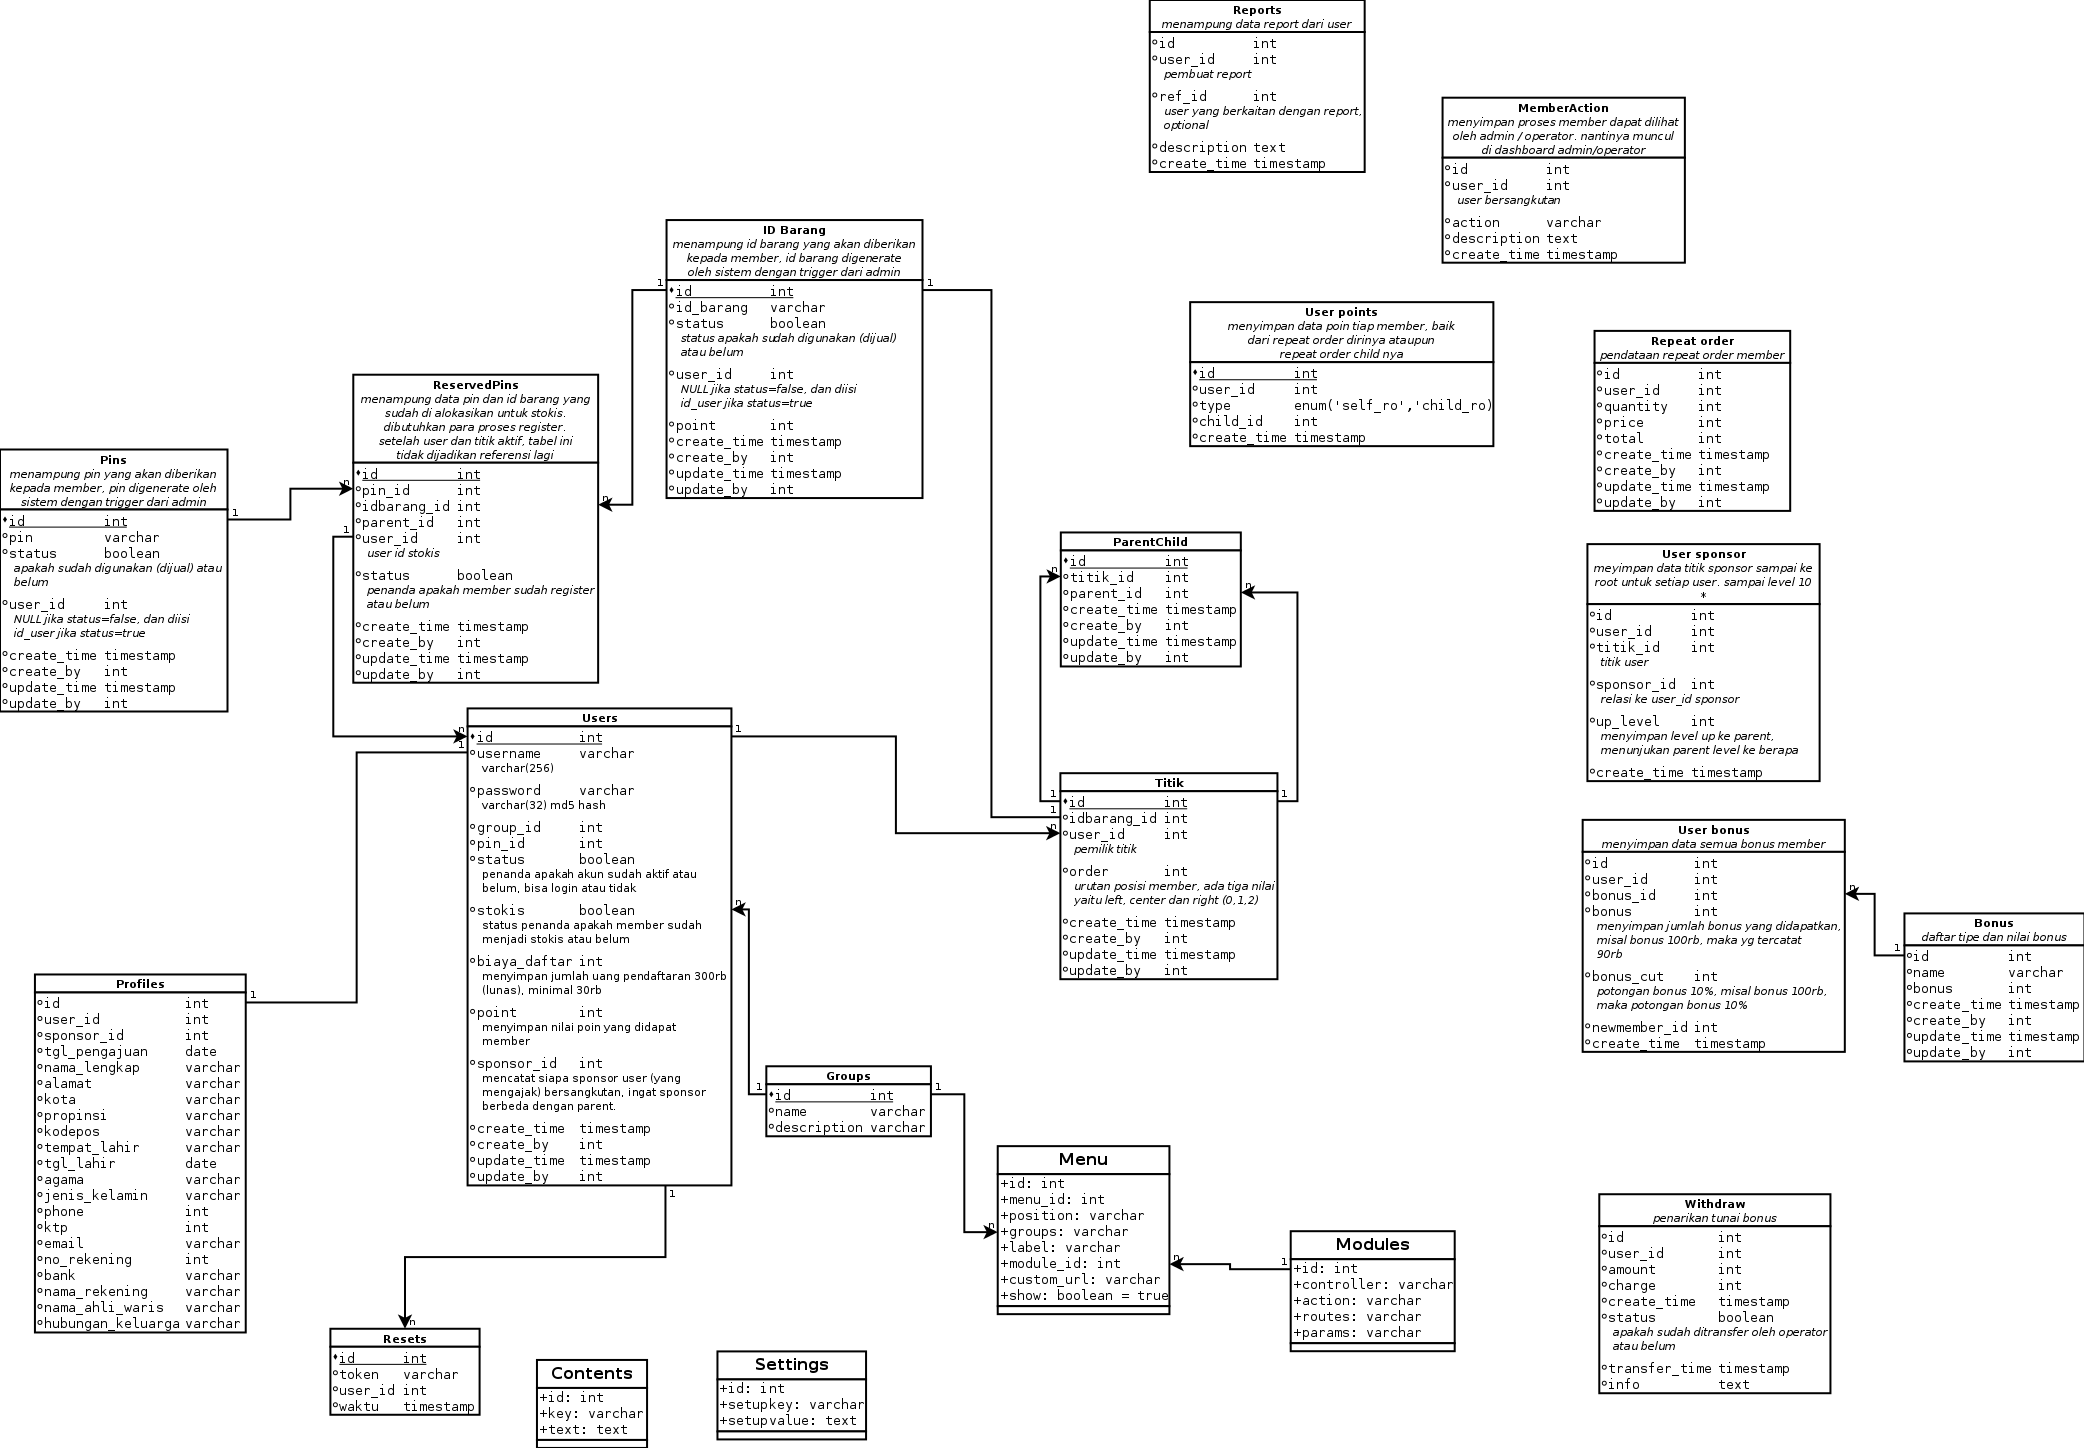 Reports
menampung data report dari user
id int
user_id int
pembuat report
ref_id int
user yang berkaitan dengan report,
optional
description text
create_time timestamp
MemberAction
menyimpan proses member dapat dilihat
oleh admin / operator. nantinya muncul
di dashboard admin/operator
id int
user_id int
user bersangkutan
action varchar
description text
create_time timestamp
ID Barang
menampung id barang yang akan diberikan
kepada member, id barang digenerate
oleh sistem dengan trigger dari admin
id int
id_barang varchar
status boolean
status apakah sudah digunakan (dijual)
atau belum
user_id int
NULL jika status=false, dan diisi
id_user jika status=true
point int
create_time timestamp
create_by int
update_time timestamp
update_by int
1
1
User points
menyimpan data poin tiap member, baik
dari repeat order dirinya ataupun
repeat order child nya
id int
user_id int
type enum('self_ro','child_ro)
child_id int
create_time timestamp
Repeat order
pendataan repeat order member
id int
user_id int
quantity int
price int
total int
create_time timestamp
create_by int
update_time timestamp
update_by int
ReservedPins
menampung data pin dan id barang yang
sudah di alokasikan untuk stokis.
dibutuhkan para proses register.
setelah user dan titik aktif, tabel ini
tidak dijadikan referensi lagi
id int
pin_id int
idbarang_id int
parent_id int
user_id int
user id stokis
status boolean
penanda apakah member sudah register
atau belum
create_time timestamp
create_by int
update_time timestamp
update_by int
n
n
1
Pins
menampung pin yang akan diberikan
kepada member, pin digenerate oleh
sistem dengan trigger dari admin
id int
pin varchar
status boolean
apakah sudah digunakan (dijual) atau
belum
user_id int
NULL jika status=false, dan diisi
id_user jika status=true
create_time timestamp
create_by int
update_time timestamp
update_by int
1
ParentChild
id int
titik_id int
parent_id int
create_time timestamp
create_by int
update_time timestamp
update_by int
n
n
User sponsor
meyimpan data titik sponsor sampai ke
root untuk setiap user. sampai level 10
*
id int
user_id int
titik_id int
titik user
sponsor_id int
relasi ke user_id sponsor
up_level int
menyimpan level up ke parent,
menunjukan parent level ke berapa
create_time timestamp
Users
id int
username varchar
varchar(256)
password varchar
varchar(32) md5 hash
group_id int
pin_id int
status boolean
penanda apakah akun sudah aktif atau
belum, bisa login atau tidak
stokis boolean
status penanda apakah member sudah
menjadi stokis atau belum
biaya_daftar int
menyimpan jumlah uang pendaftaran 300rb
(lunas), minimal 30rb
point int
menyimpan nilai poin yang didapat
member
sponsor_id int
mencatat siapa sponsor user (yang
mengajak) bersangkutan, ingat sponsor
berbeda dengan parent.
create_time timestamp
create_by int
update_time timestamp
update_by int
n
1
1
n
1
Titik
id int
idbarang_id int
user_id int
pemilik titik
order int
urutan posisi member, ada tiga nilai
yaitu left, center dan right (0,1,2)
create_time timestamp
create_by int
update_time timestamp
update_by int
1
1
n
1
User bonus
menyimpan data semua bonus member
id int
user_id int
bonus_id int
bonus int
menyimpan jumlah bonus yang didapatkan,
misal bonus 100rb, maka yg tercatat
90rb
bonus_cut int
potongan bonus 10%, misal bonus 100rb,
maka potongan bonus 10%
newmember_id int
create_time timestamp
n
Bonus
daftar tipe dan nilai bonus
id int
name varchar
bonus int
create_time timestamp
create_by int
update_time timestamp
update_by int
1
Profiles
id int
user_id int
sponsor_id int
tgl_pengajuan date
nama_lengkap varchar
alamat varchar
kota varchar
propinsi varchar
kodepos varchar
tempat_lahir varchar
tgl_lahir date
agama varchar
jenis_kelamin varchar
phone int
ktp int
email varchar
no_rekening int
bank varchar
nama_rekening varchar
nama_ahli_waris varchar
hubungan_keluarga varchar
1
Groups
id int
name varchar
description varchar
1
1
Menu
+id: int
+menu_id: int
+position: varchar
+groups: varchar
+label: varchar
+module_id: int
+custom_url: varchar
+show: boolean = true
n
n
Modules
+id: int
+controller: varchar
+action: varchar
+routes: varchar
+params: varchar
1
Withdraw
penarikan tunai bonus
id int
user_id int
amount int
charge int
create_time timestamp
status boolean
apakah sudah ditransfer oleh operator
atau belum
transfer_time timestamp
info text
Resets
id int
token varchar
user_id int
waktu timestamp
n
Contents
+id: int
+key: varchar
+text: text
Settings
+id: int
+setupkey: varchar
+setupvalue: text